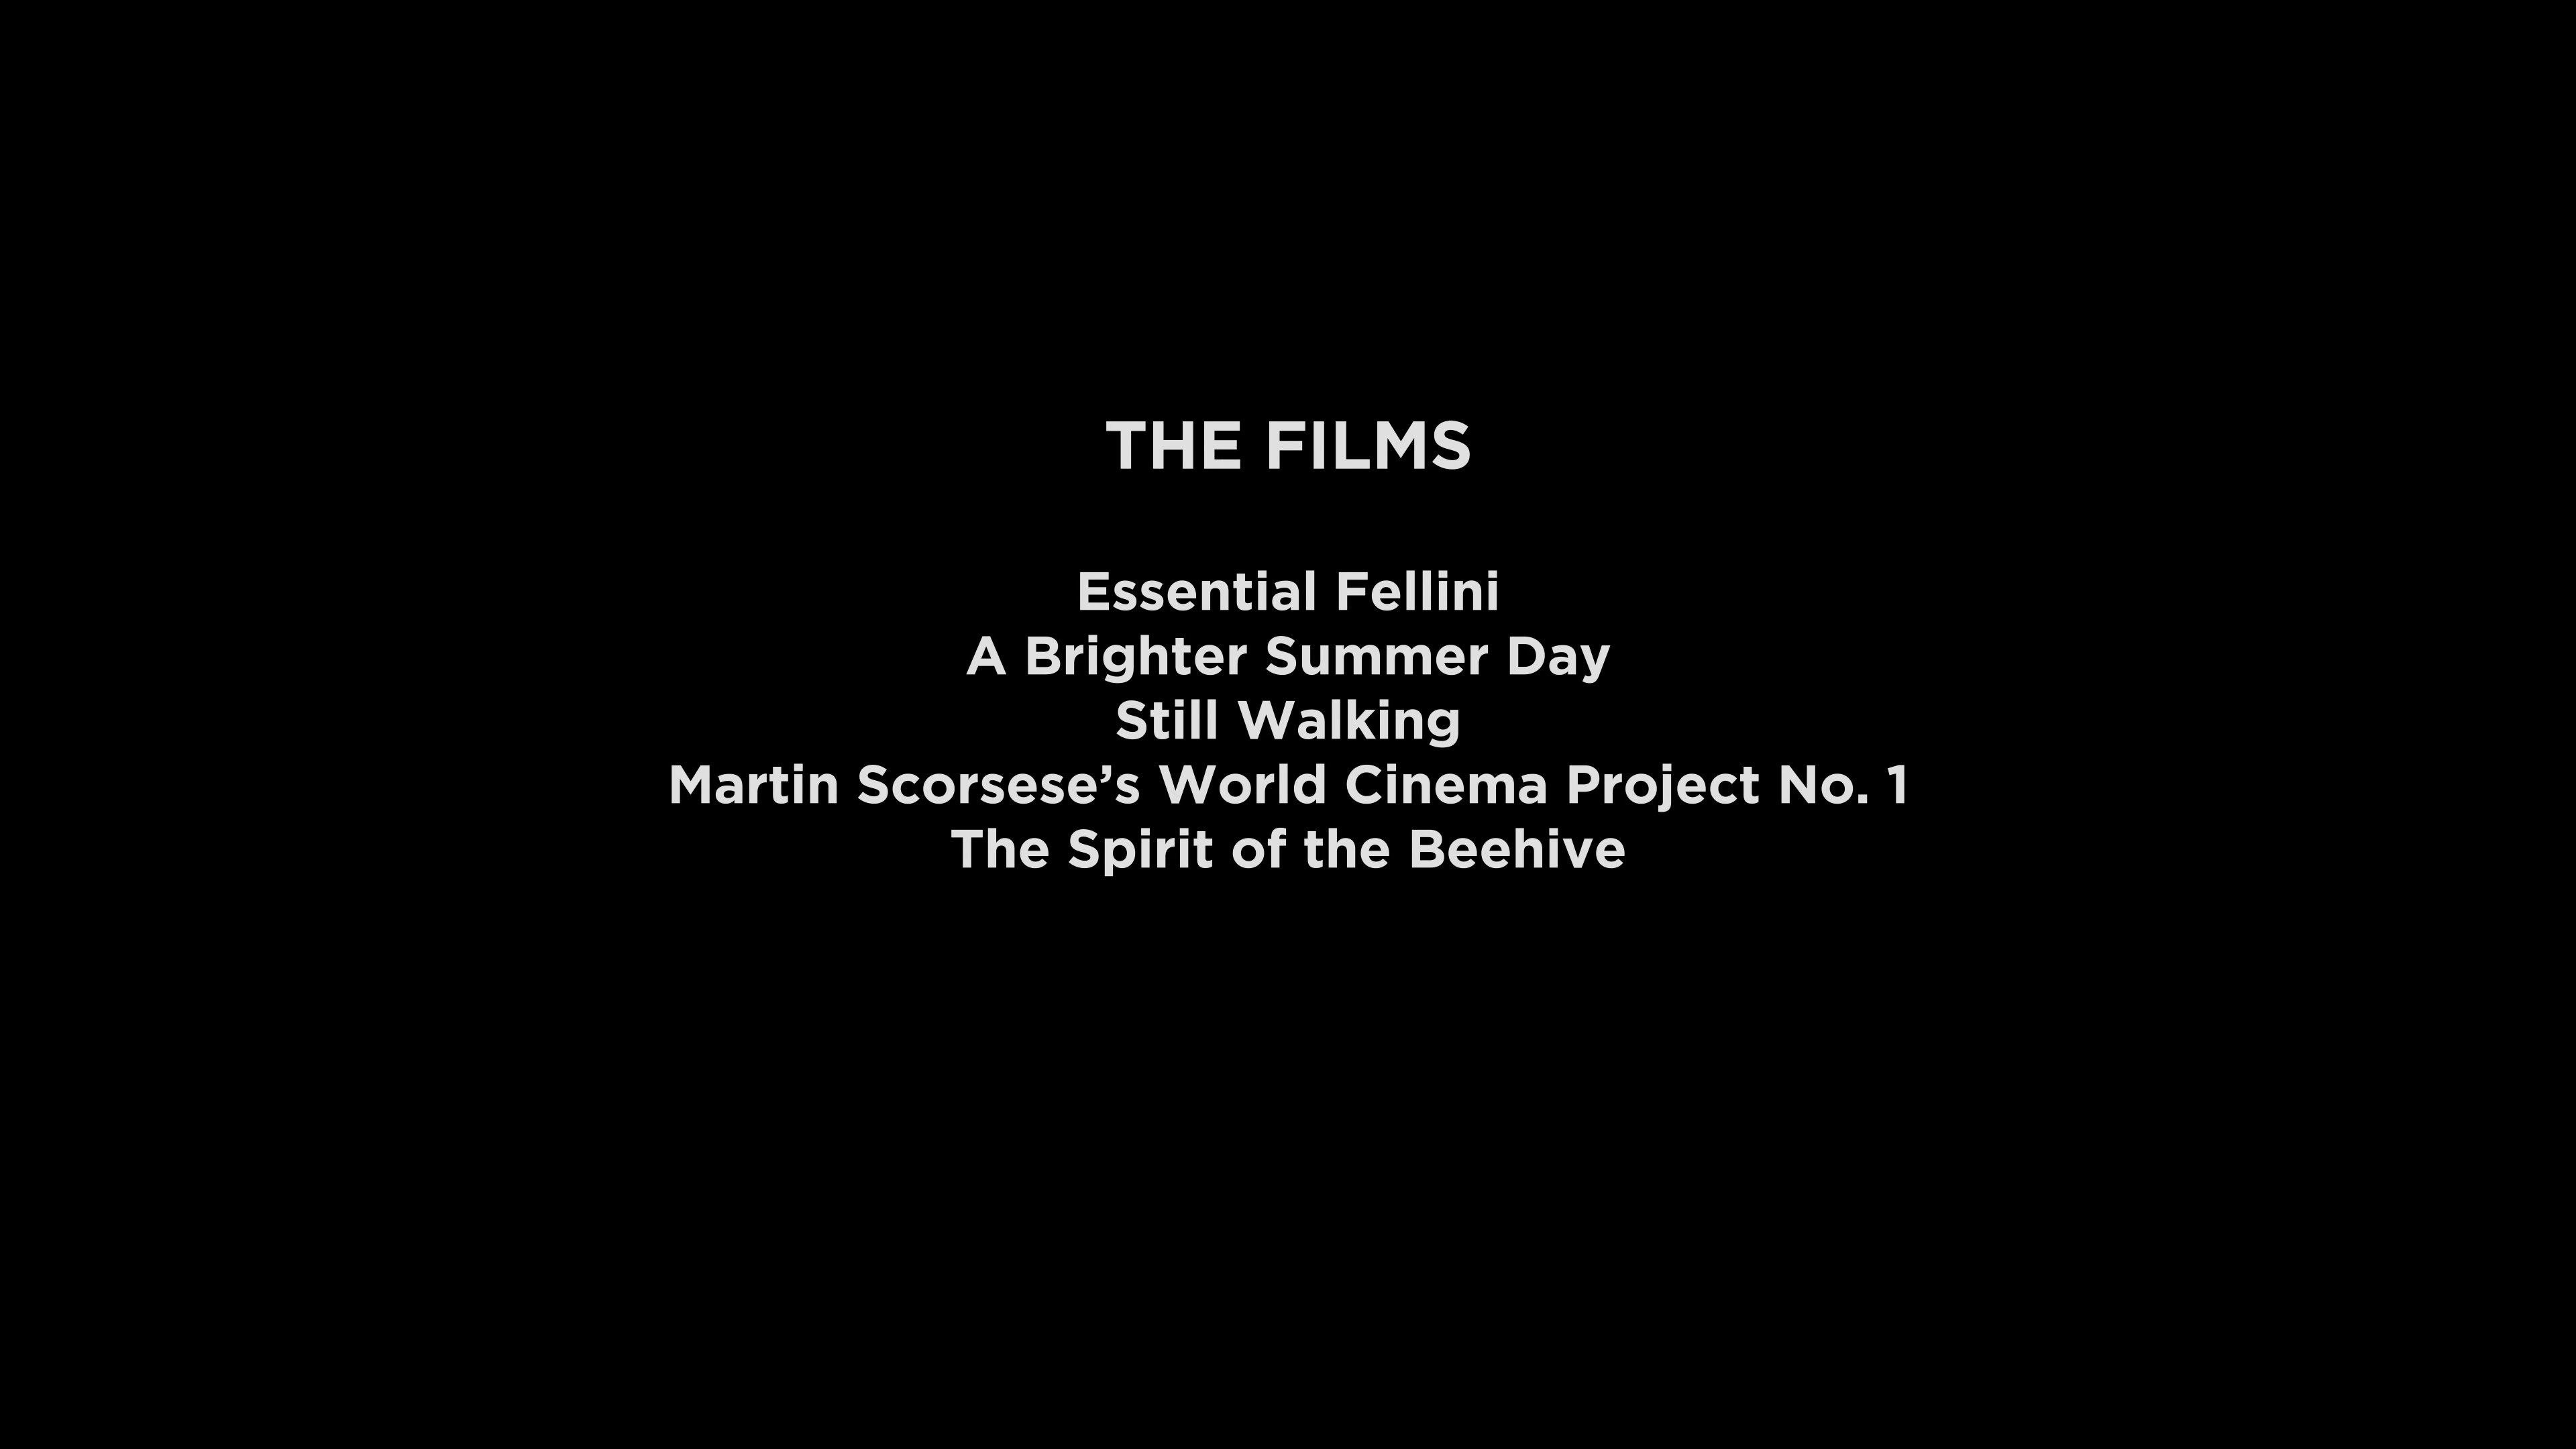 THE FILMS
Essential Fellini
A Brighter Summer Day
Still Walking
Martin Scorsese’s World Cinema Project No. 1
The Spirit of the Beehive